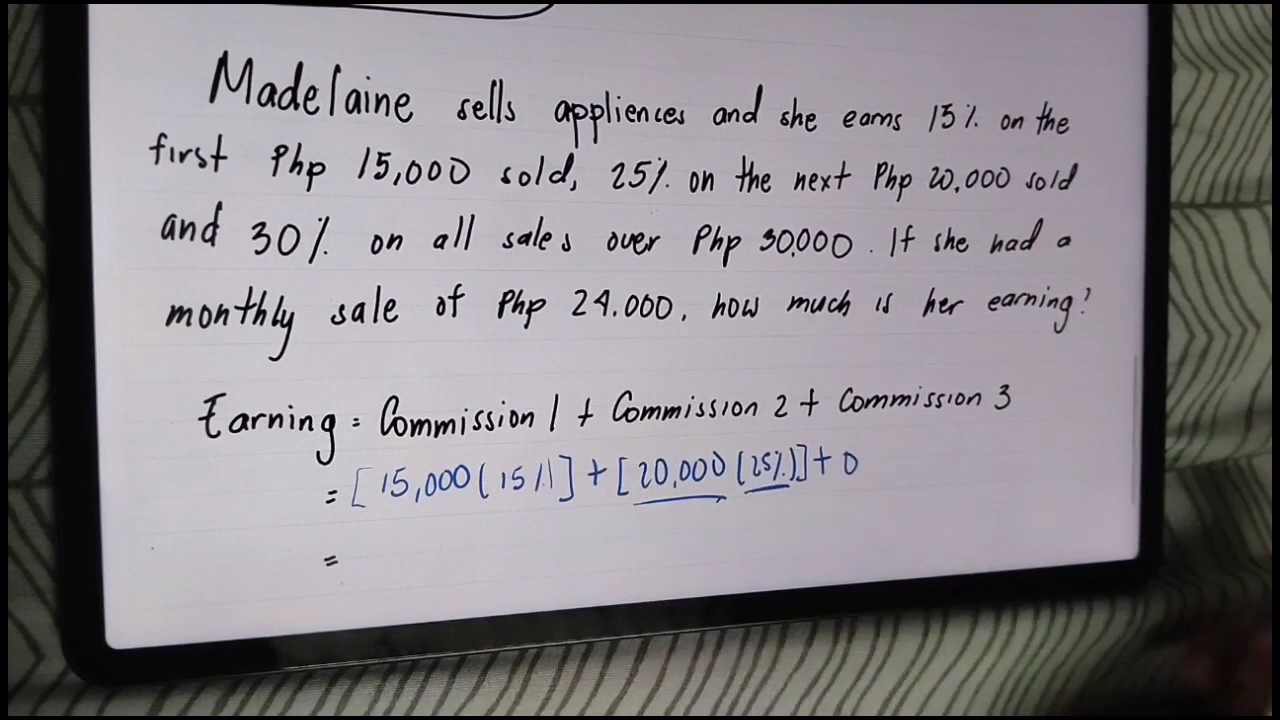 Madelaine sells appliences and she earns 15% on the
first Php 15,000 sold, 25% on the next Php 20,000 sold
and 30% on all sales over Php 30,000. If she had a
monthly sale of Php 24.000, how much is her earning?
Earning = Commission 1 + Commission 2 + Commission 3
= [15,000(15%)] + [20,000(25%)] + 0
=